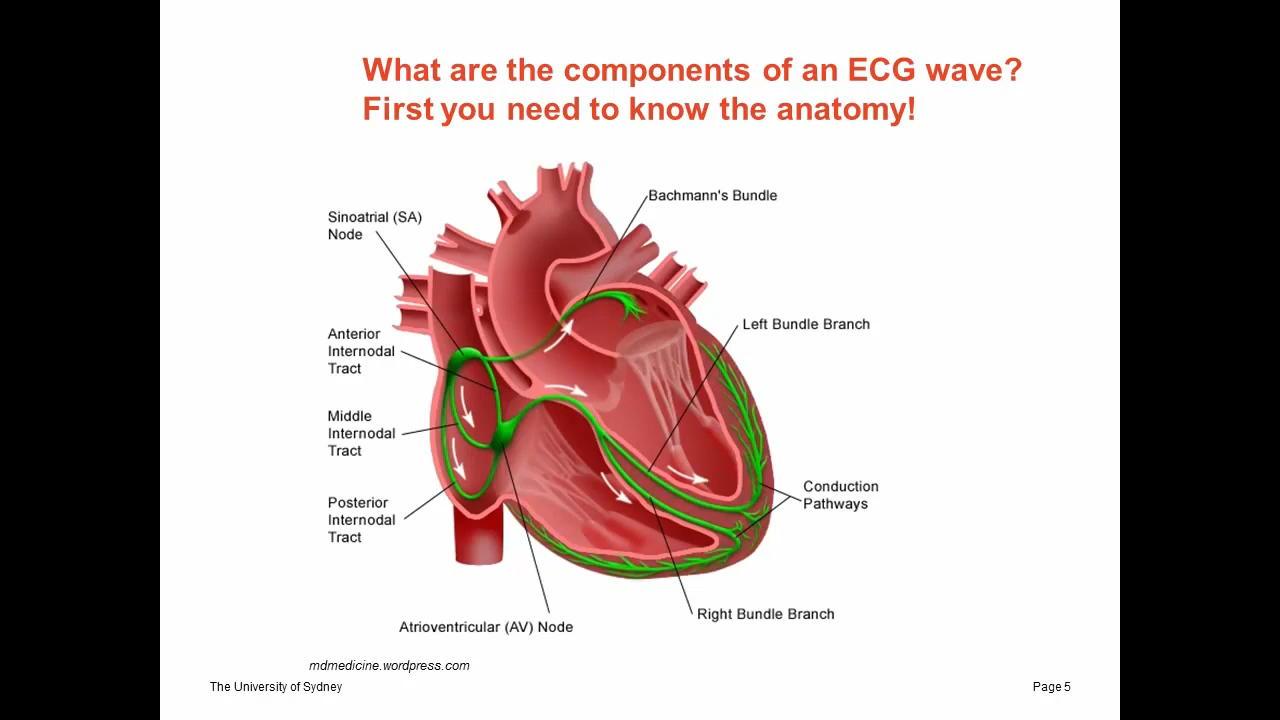 What are the components of an ECG wave?
First you need to know the anatomy!
Bachmann's Bundle
Sinoatrial (SA)
Node
Left Bundle Branch
Anterior
Internodal
Tract
Middle
Internodal
Tract
Conduction
Pathways
Posterior
Internodal
Tract
Right Bundle Branch
Atrioventricular (AV) Node
mdmedicine.wordpress.com
The University of Sydney
Page 5